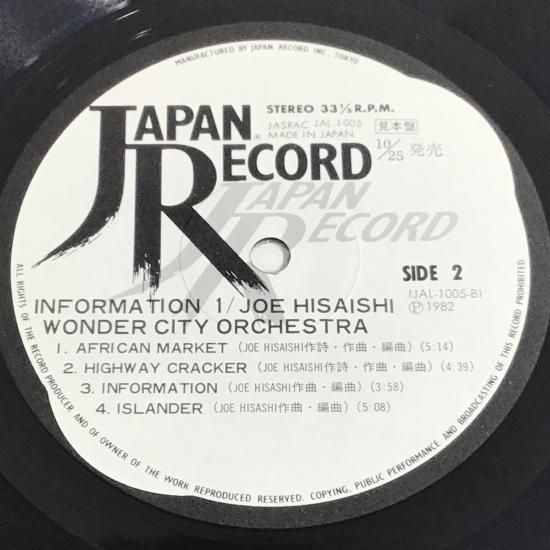 MANUFACTURED BY JAPAN RECORD INC., TOKYO
JAPAN
RECORD
STEREO 33⅓ R.P.M.
JASRAC JAL-1005
MADE IN JAPAN
見本盤
10/25 発売
JAPAN
RECORD
SIDE 2
(JAL-1005-B)
Ⓟ 1982
INFORMATION 1/JOE HISAISHI
WONDER CITY ORCHESTRA
1. AFRICAN MARKET (JOE HISAISHI作詩・作曲・編曲) (5:14)
2. HIGHWAY CRACKER (JOE HISAISHI作詩・作曲・編曲) (4:39)
3. INFORMATION (JOE HISASHI作曲・編曲) (3:58)
4. ISLANDER (JOE HISASHI作曲・編曲) (5:08)
ALL RIGHTS OF THE RECORD PRODUCER AND OF OWNER OF THE WORK REPRODUCED RESERVED. COPYING, PUBLIC PERFORMANCE AND BROADCASTING OF THIS RECORD PROHIBITED.